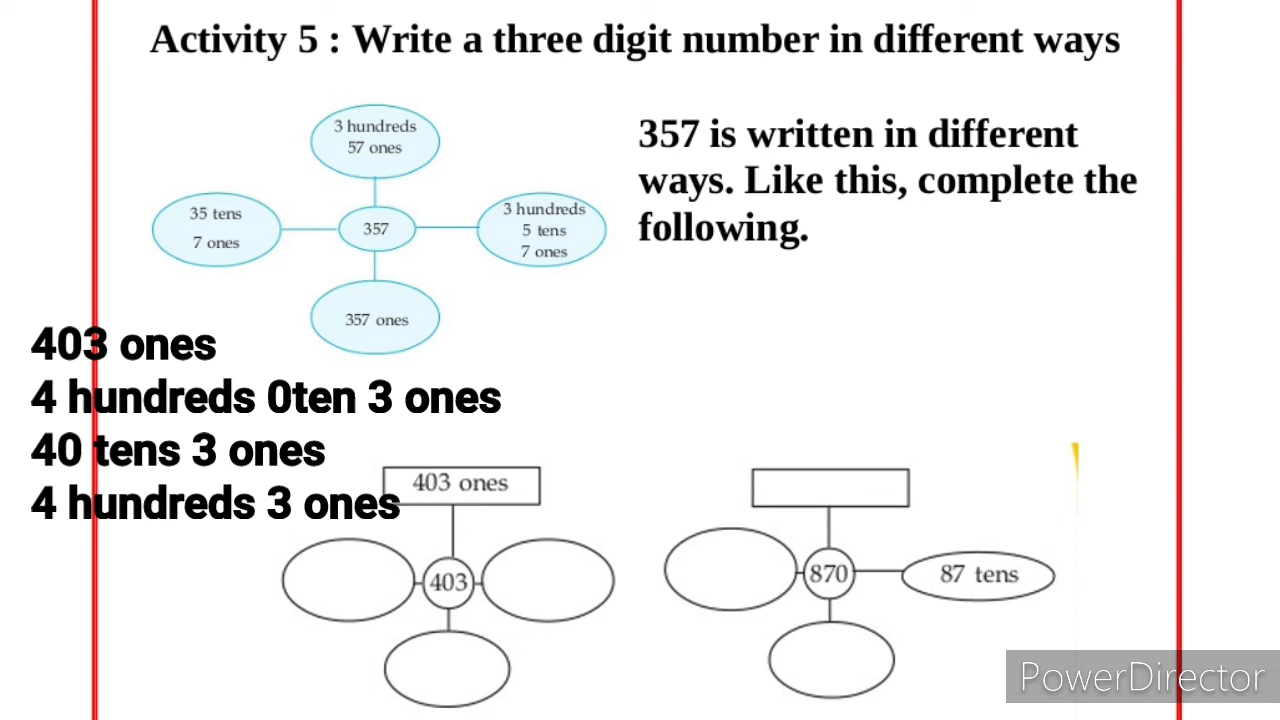 Activity 5 : Write a three digit number in different ways
3 hundreds
57 ones
35 tens
7 ones
357
3 hundreds
5 tens
7 ones
357 ones
357 is written in different
ways. Like this, complete the
following.
403 ones
4 hundreds 0ten 3 ones
40 tens 3 ones
4 hundreds 3 ones
403 ones
403
870
87 tens
PowerDirector